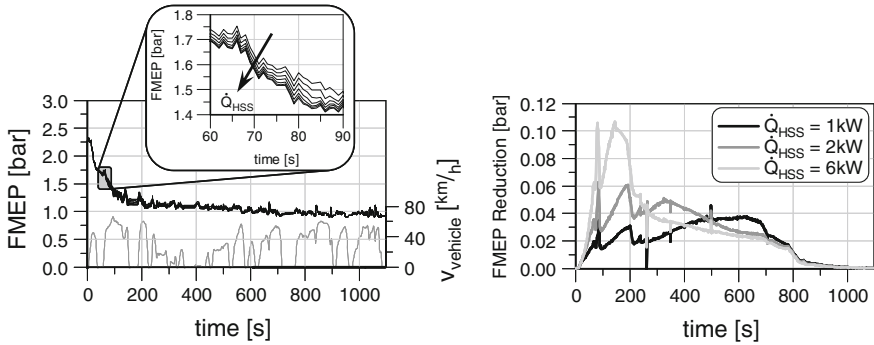 FMEP [bar]
1.8
1.7
1.6
1.5
1.4
Q̇HSS
60 70 80 90
time [s]
FMEP [bar]
3.0
2.5
2.0
1.5
1.0
0.5
0.0
80
40
0
vvehicle [km/h]
0 200 400 600 800 1000
time [s]
FMEP Reduction [bar]
0.12
0.10
0.08
0.06
0.04
0.02
0.00
Q̇HSS = 1kW
Q̇HSS = 2kW
Q̇HSS = 6kW
0 200 400 600 800 1000
time [s]